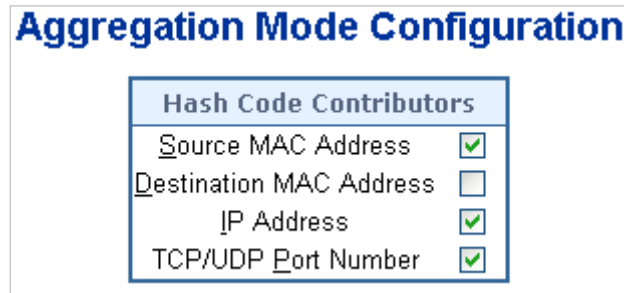 Aggregation Mode Configuration
Hash Code Contributors
Source MAC Address
Destination MAC Address
IP Address
TCP/UDP Port Number